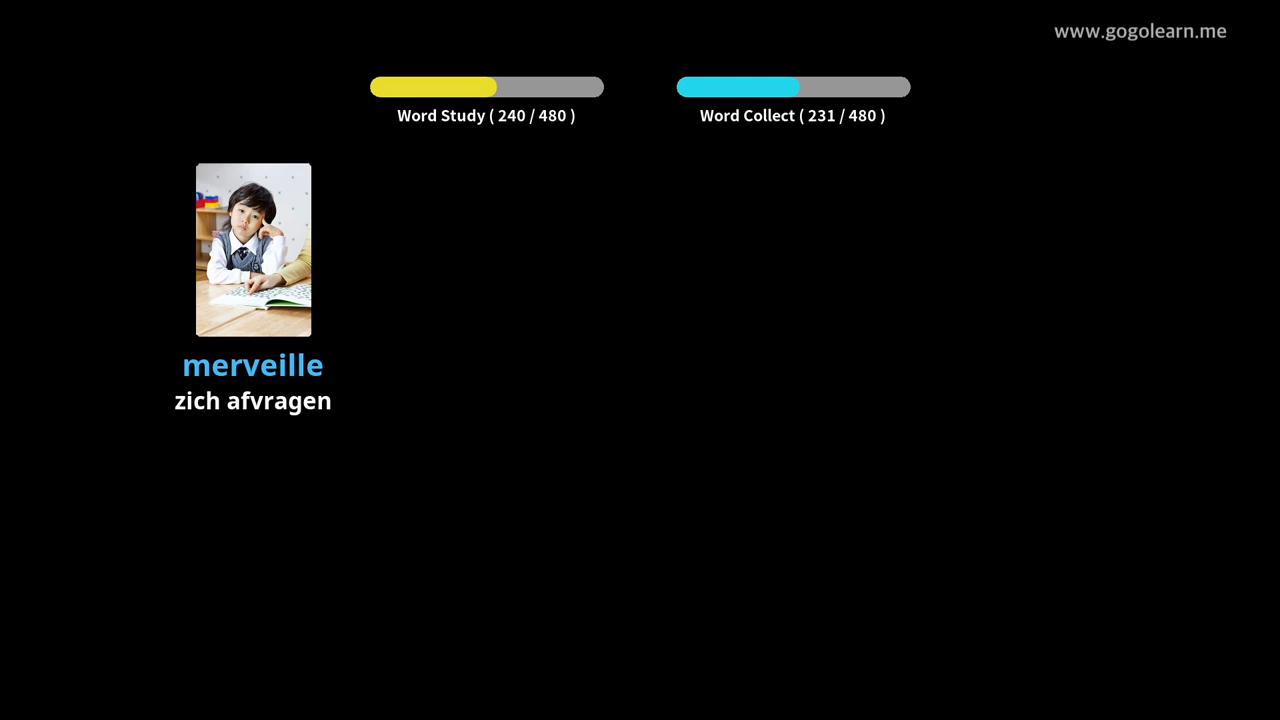 www.gogolearn.me
Word Study ( 240 / 480 )
Word Collect ( 231 / 480 )
merveille
zich afvragen